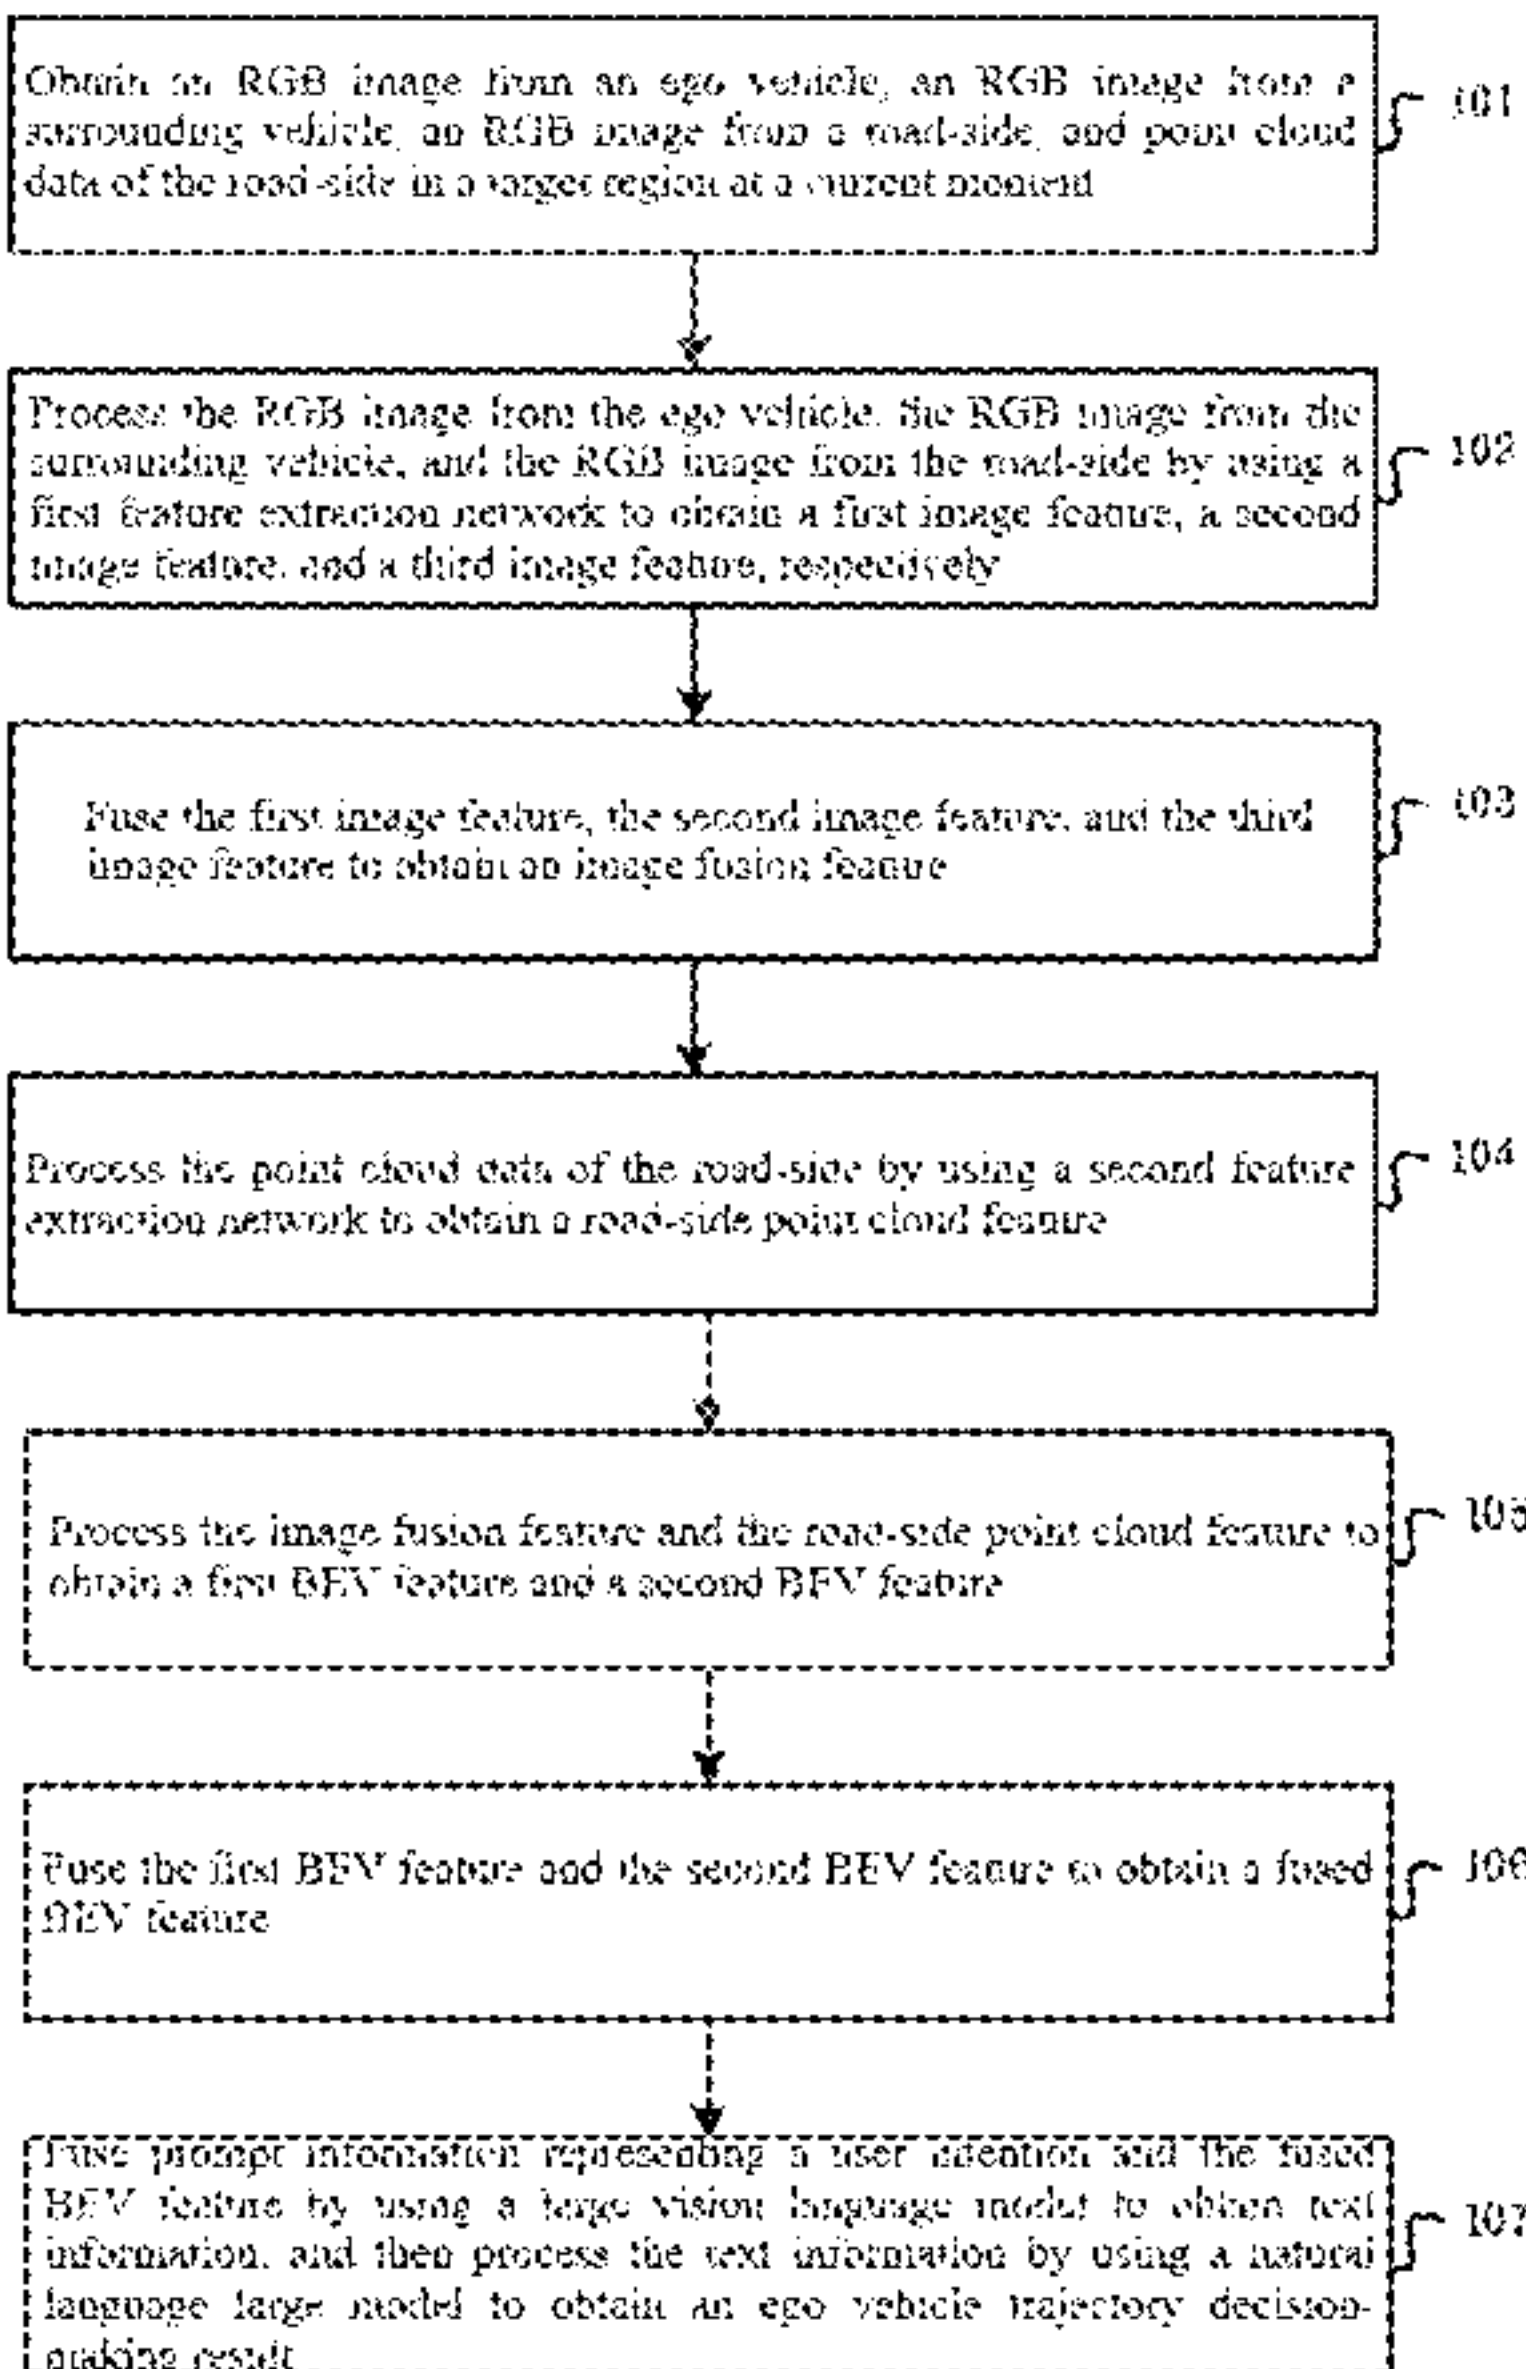 Obtain an RGB image from an ego vehicle, an RGB image from a
surrounding vehicle, an RGB image from a road-side, and point cloud
data of the road-side in a target region at a current moment
101
Process the RGB image from the ego vehicle, the RGB image from the
surrounding vehicle, and the RGB image from the road-side by using a
first feature extraction network to obtain a first image feature, a second
image feature, and a third image feature, respectively
102
Fuse the first image feature, the second image feature, and the third
image feature to obtain an image fusion feature
103
Process the point cloud data of the road-side by using a second feature
extraction network to obtain a road-side point cloud feature
104
Process the image fusion feature and the road-side point cloud feature to
obtain a first BEV feature and a second BEV feature
105
Fuse the first BEV feature and the second BEV feature to obtain a fused
BEV feature
106
Fuse prompt information representing a user intention and the fused
BEV feature by using a large vision language model to obtain text
information, and then process the text information by using a natural
language large model to obtain an ego vehicle trajectory decision-
making result
107